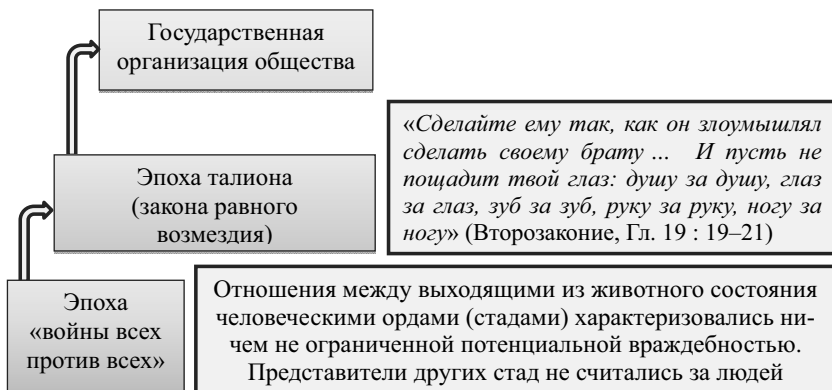 Государственная
организация общества
«Сделайте ему так, как он злоумышлял
сделать своему брату ... И пусть не
пощадит твой глаз: душу за душу, глаз
за глаз, зуб за зуб, руку за руку, ногу за
ногу» (Второзаконие, Гл. 19 : 19–21)
Эпоха талиона
(закона равного
возмездия)
Эпоха
«войны всех
против всех»
Отношения между выходящими из животного состояния
человеческими ордами (стадами) характеризовались ни-
чем не ограниченной потенциальной враждебностью.
Представители других стад не считались за людей